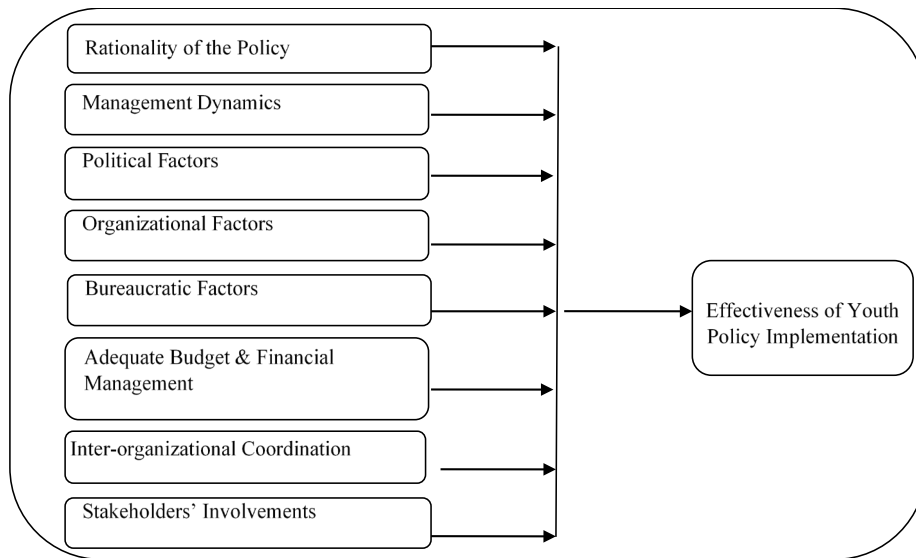 Rationality of the Policy
Management Dynamics
Political Factors
Organizational Factors
Bureaucratic Factors
Adequate Budget & Financial
Management
Inter-organizational Coordination
Stakeholders’ Involvements
Effectiveness of Youth
Policy Implementation